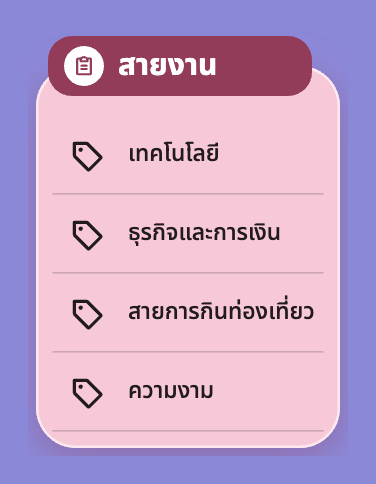 สายงาน
เทคโนโลยี
ธุรกิจและการเงิน
สายการกินท่องเที่ยว
ความงาม